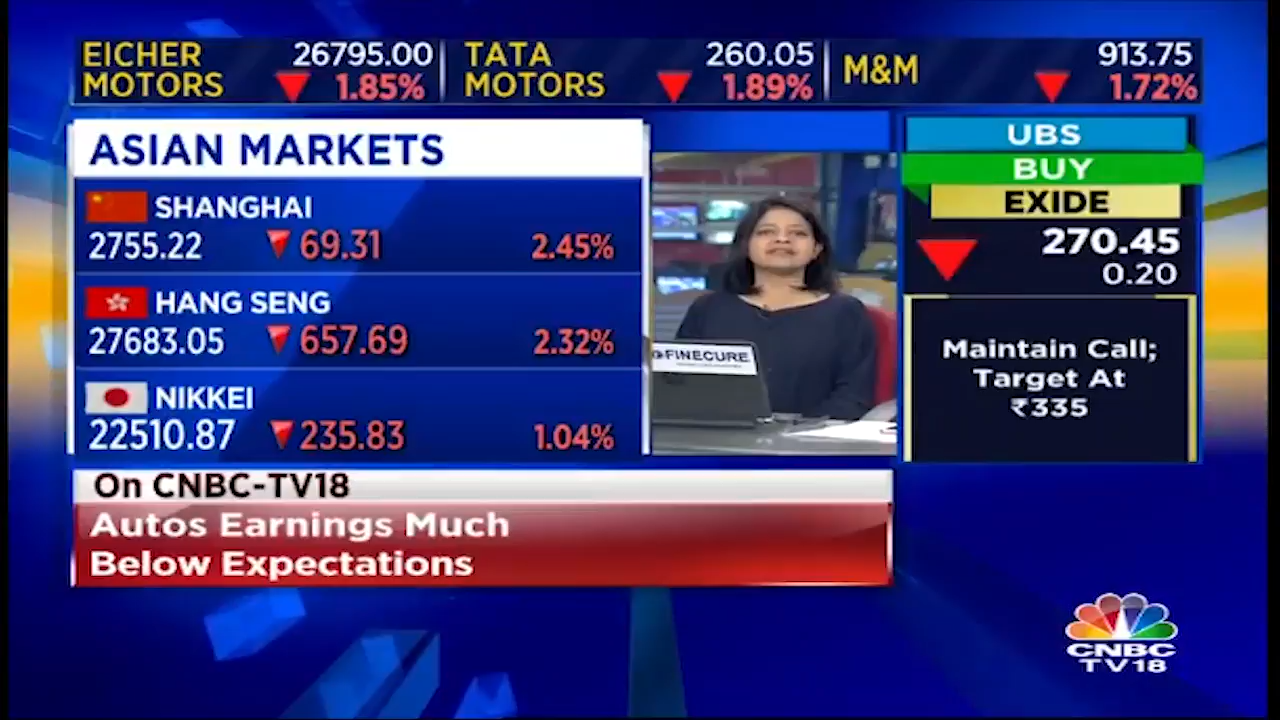 EICHER MOTORS 26795.00 1.85%
TATA MOTORS 260.05 1.89%
M&M 913.75 1.72%
ASIAN MARKETS
SHANGHAI
2755.22 69.31 2.45%
HANG SENG
27683.05 657.69 2.32%
NIKKEI
22510.87 235.83 1.04%
FINECURE
UBS
BUY
EXIDE
270.45
0.20
Maintain Call;
Target At
₹335
On CNBC-TV18
Autos Earnings Much
Below Expectations
CNBC
TV18